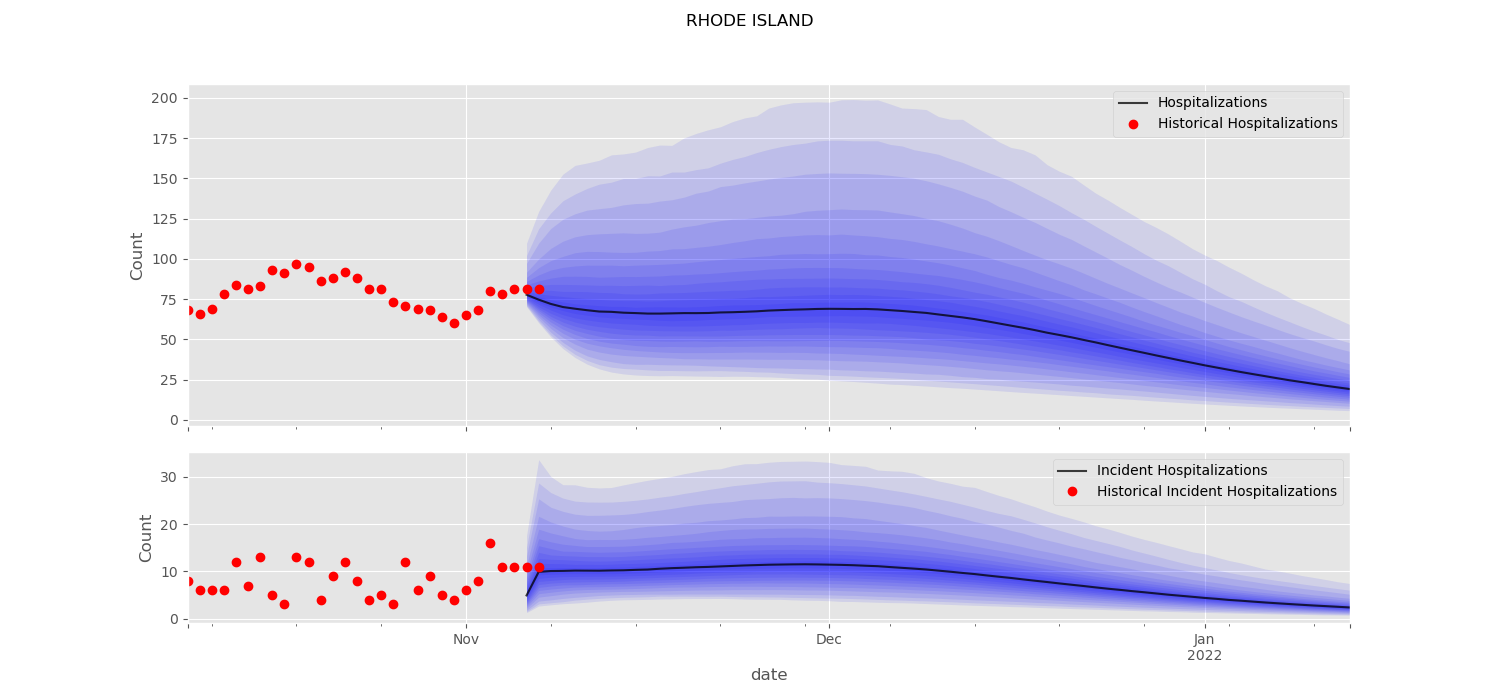 RHODE ISLAND
200
175
150
125
100
75
50
25
0
Count
Hospitalizations
Historical Hospitalizations
30
20
10
0
Count
Incident Hospitalizations
Historical Incident Hospitalizations
Nov
Dec
Jan
2022
date